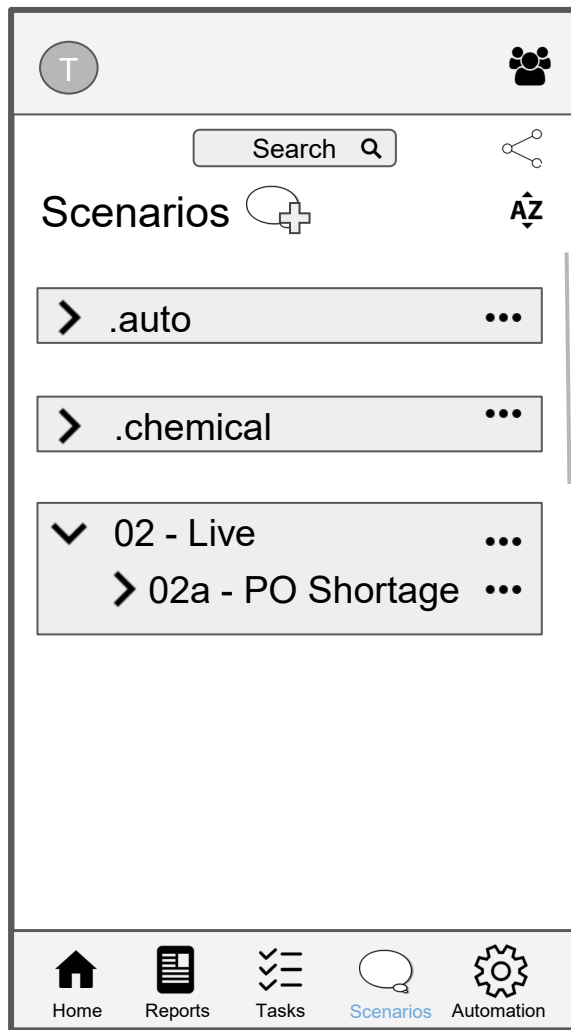 T
Search
Scenarios
AZ
.auto
.chemical
02 - Live
02a - PO Shortage
Home Reports Tasks Scenarios Automation